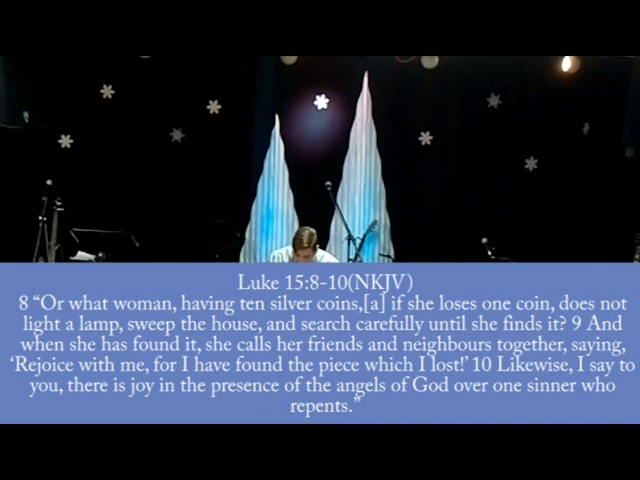 Luke 15:8-10(NKJV)
8 “Or what woman, having ten silver coins,[a] if she loses one coin, does not
light a lamp, sweep the house, and search carefully until she finds it? 9 And
when she has found it, she calls her friends and neighbours together, saying,
‘Rejoice with me, for I have found the piece which I lost!’ 10 Likewise, I say to
you, there is joy in the presence of the angels of God over one sinner who
repents.”